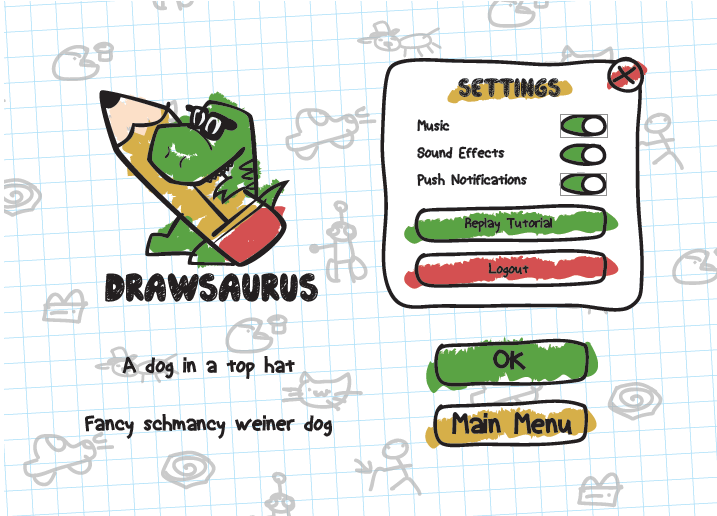 DRAWSAURUS
A dog in a top hat
Fancy schmancy weiner dog
SETTINGS
Music
Sound Effects
Push Notifications
Replay Tutorial
Logout
OK
Main Menu